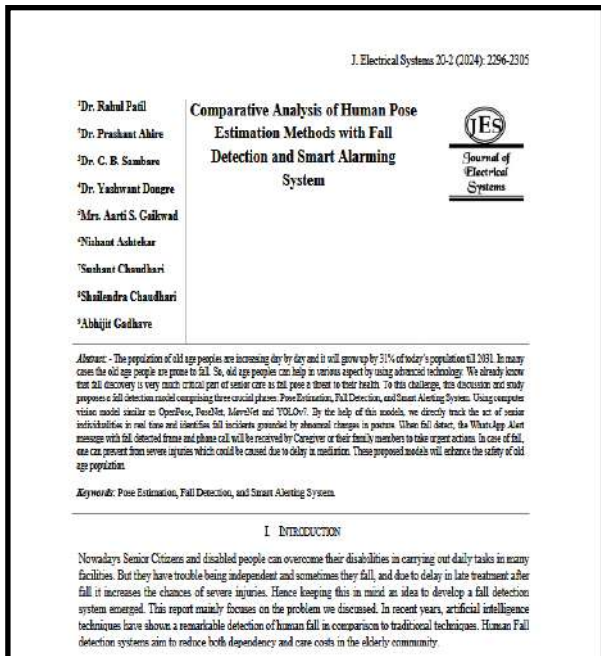 J. Electrical Systems 20-2 (2024): 2296-2305
¹Dr. Rahul Patil
²Dr. Prashant Ahire
³Dr. C. B. Sambare
⁴Dr. Yashwant Dongre
⁵Mrs. Aarti S. Gaikwad
⁶Nishant Ashtekar
⁷Sushant Chaudhari
⁸Shailendra Chaudhari
⁹Abhijit Gadhave
Comparative Analysis of Human Pose
Estimation Methods with Fall
Detection and Smart Alarming
System
JES
Journal of
Electrical
Systems
Abstract: - The population of old age peoples are increasing day by day and it will grow up by 31% of today's population till 2031. In many
cases the old age people are prone to fall. So, old age peoples can help in various aspect by using advanced technology. We already know
that fall discovery is very much critical part of senior care as fall pose a threat to their health. To this challenge, this discussion and study
proposes a fall detection model comprising three crucial phases: Pose Estimation, Fall Detection, and Smart Alerting System. Using computer
vision model similar as OpenPose, PoseNet, MoveNet and YOLOv7. By the help of this models, we directly track the act of senior
individualities in real time and identifies fall incidents grounded by abnormal changes in posture. When fall detect, the WhatsApp Alert
message with fall detected frame and phone call will be received by Caregiver or their family members to take urgent actions. In case of fall,
one can prevent from severe injuries which could be caused due to delay in mediation. These proposed models will enhance the safety of old
age population.
Keywords: Pose Estimation, Fall Detection, and Smart Alerting System.
I. INTRODUCTION
Nowadays Senior Citizens and disabled people can overcome their disabilities in carrying out daily tasks in many
facilities. But they have trouble being independent and sometimes they fall, and due to delay in late treatment after
fall it increases the chances of severe injuries. Hence keeping this in mind an idea to develop a fall detection
system emerged. This report mainly focuses on the problem we discussed. In recent years, artificial intelligence
techniques have shown a remarkable detection of human fall in comparison to traditional techniques. Human Fall
detection systems aim to reduce both dependency and care costs in the elderly community.